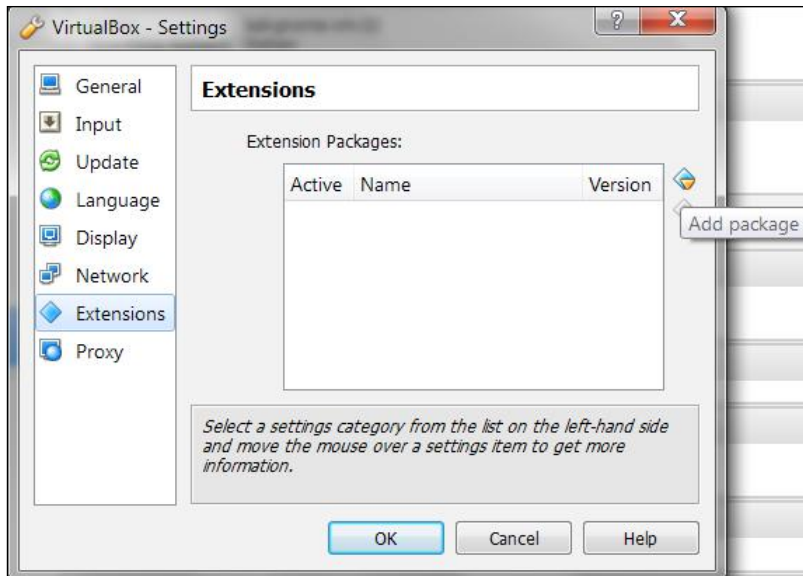 VirtualBox - Settings
General
Input
Update
Language
Display
Network
Extensions
Proxy
Extensions
Extension Packages:
Active Name Version
Add package
Select a settings category from the list on the left-hand side
and move the mouse over a settings item to get more
information.
OK Cancel Help